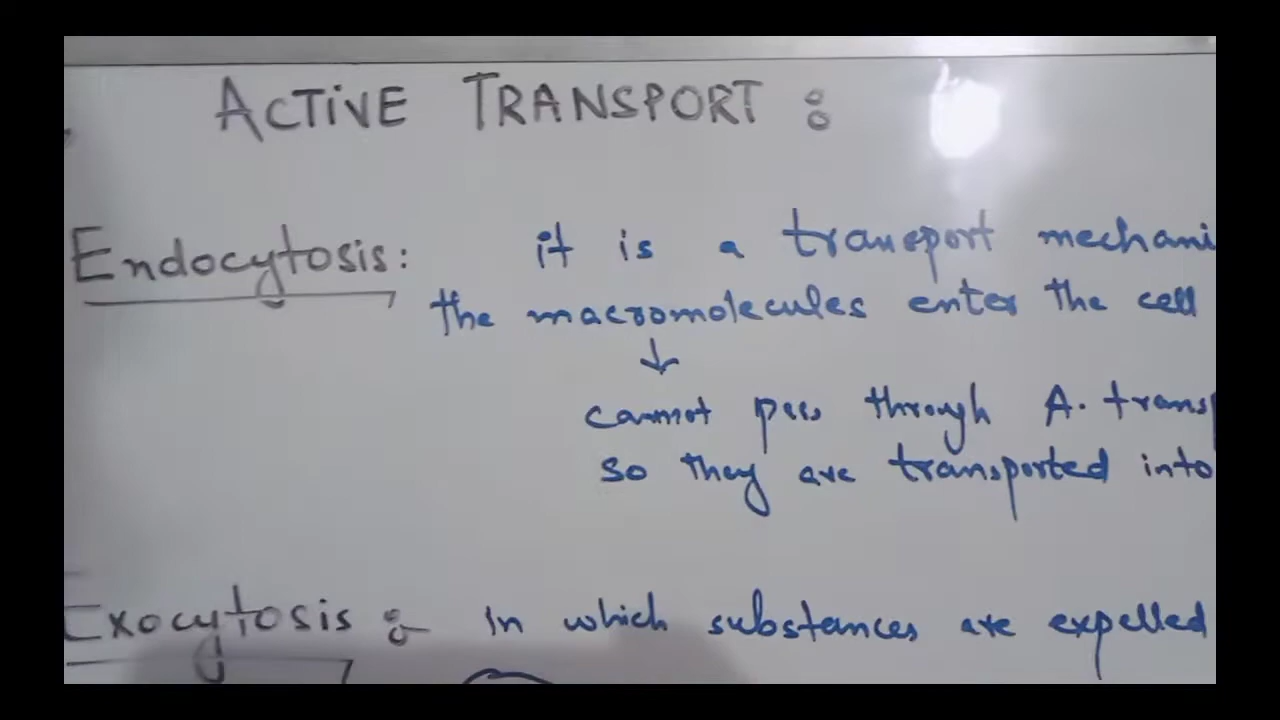 ACTIVE TRANSPORT :
Endocytosis: it is a transport mechani
the macromolecules enter the cell
↓
cannot pass through A. transp
so they are transported into
Exocytosis :- in which substances are expelled